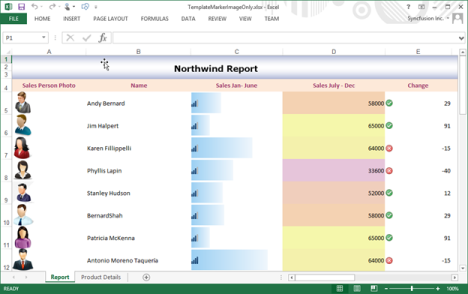 TemplateMarkerImageOnly.xlsx - Excel
FILE HOME INSERT PAGE LAYOUT FORMULAS DATA REVIEW VIEW TEAM Syncfusion Inc.
P1 fx
A B C D E
1
2 Northwind Report
3
4 Sales Person Photo Name Sales Jan- June Sales July - Dec Change
5 Andy Bernard 58000 29
6 Jim Halpert 65000 91
7 Karen Fillippelli 64000 -15
8 Phyllis Lapin 33600 -40
9 Stanley Hudson 52000 12
10 BernardShah 58000 29
11 Patricia McKenna 65000 91
12 Antonio Moreno Taquería 64000 -15
Report Product Details
READY 100%